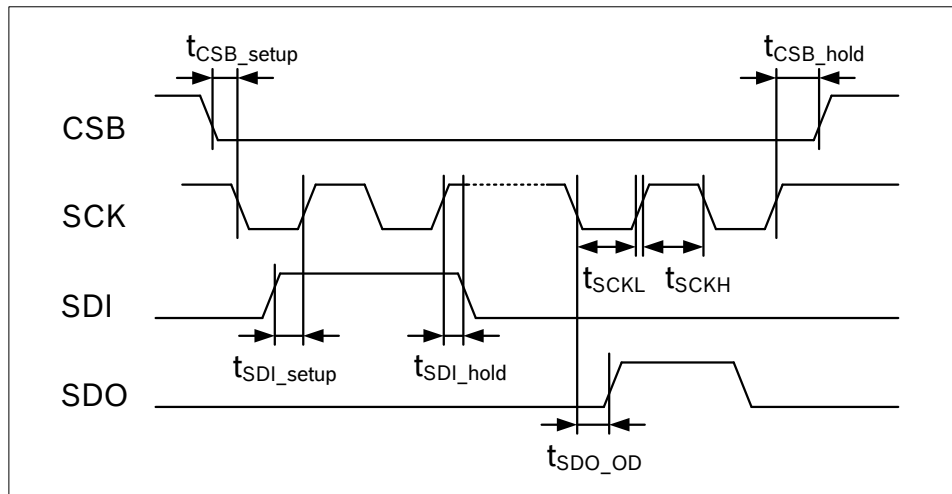 tCSB_setup
tCSB_hold
CSB
SCK
tSCKL
tSCKH
SDI
tSDI_setup
tSDI_hold
SDO
tSDO_OD